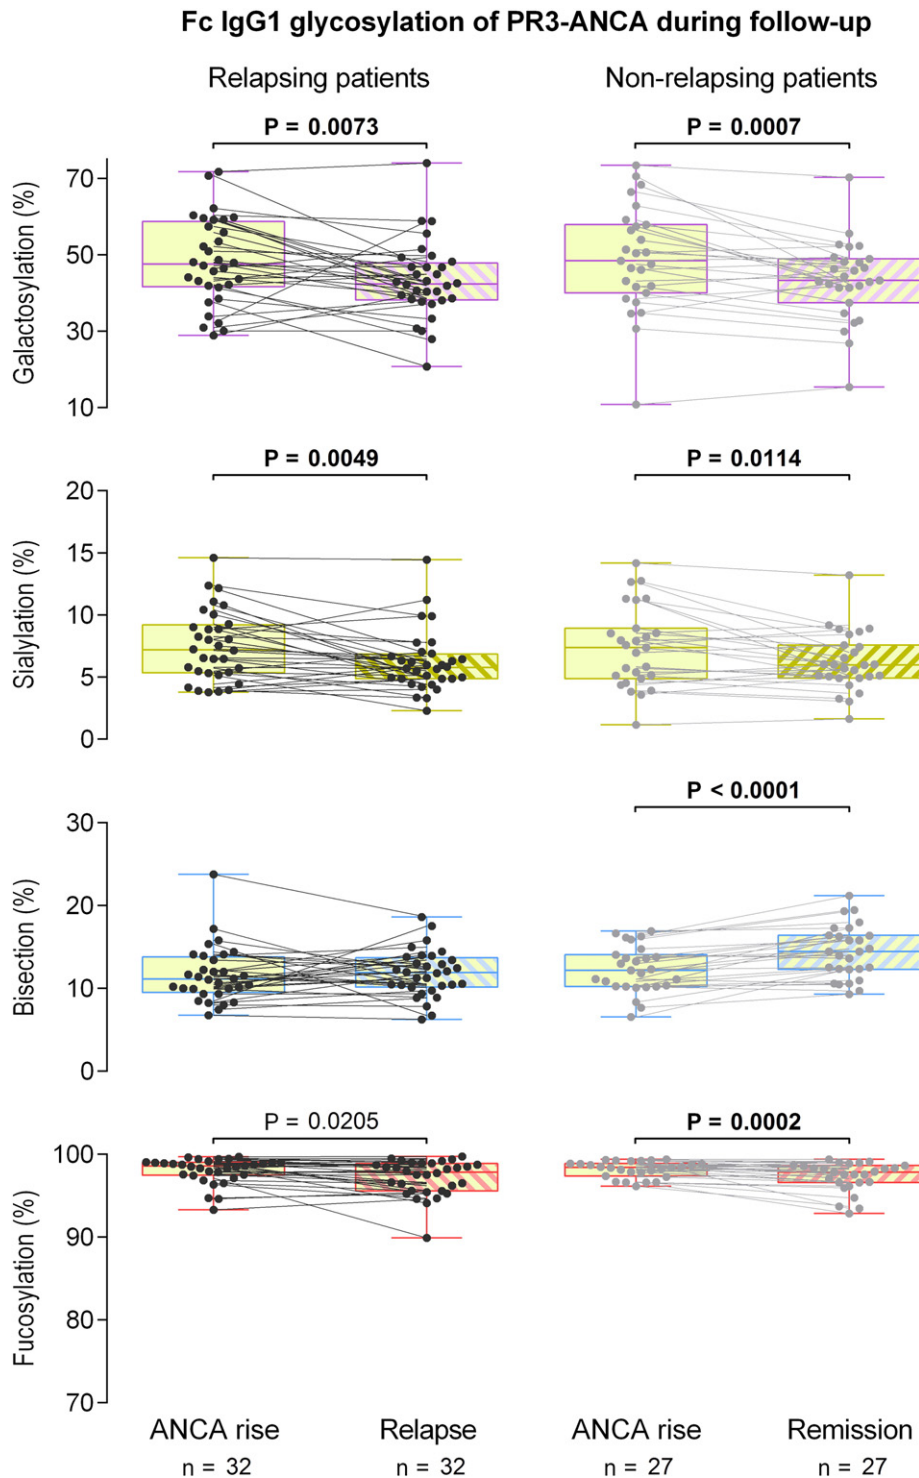 Fc IgG1 glycosylation of PR3-ANCA during follow-up
Relapsing patients Non-relapsing patients
P = 0.0073 P = 0.0007
Galactosylation (%)
70
50
30
10
P = 0.0049 P = 0.0114
Sialylation (%)
20
15
10
5
0
P < 0.0001
Bisection (%)
30
20
10
0
P = 0.0205 P = 0.0002
Fucosylation (%)
100
90
80
70
ANCA rise Relapse ANCA rise Remission
n = 32 n = 32 n = 27 n = 27